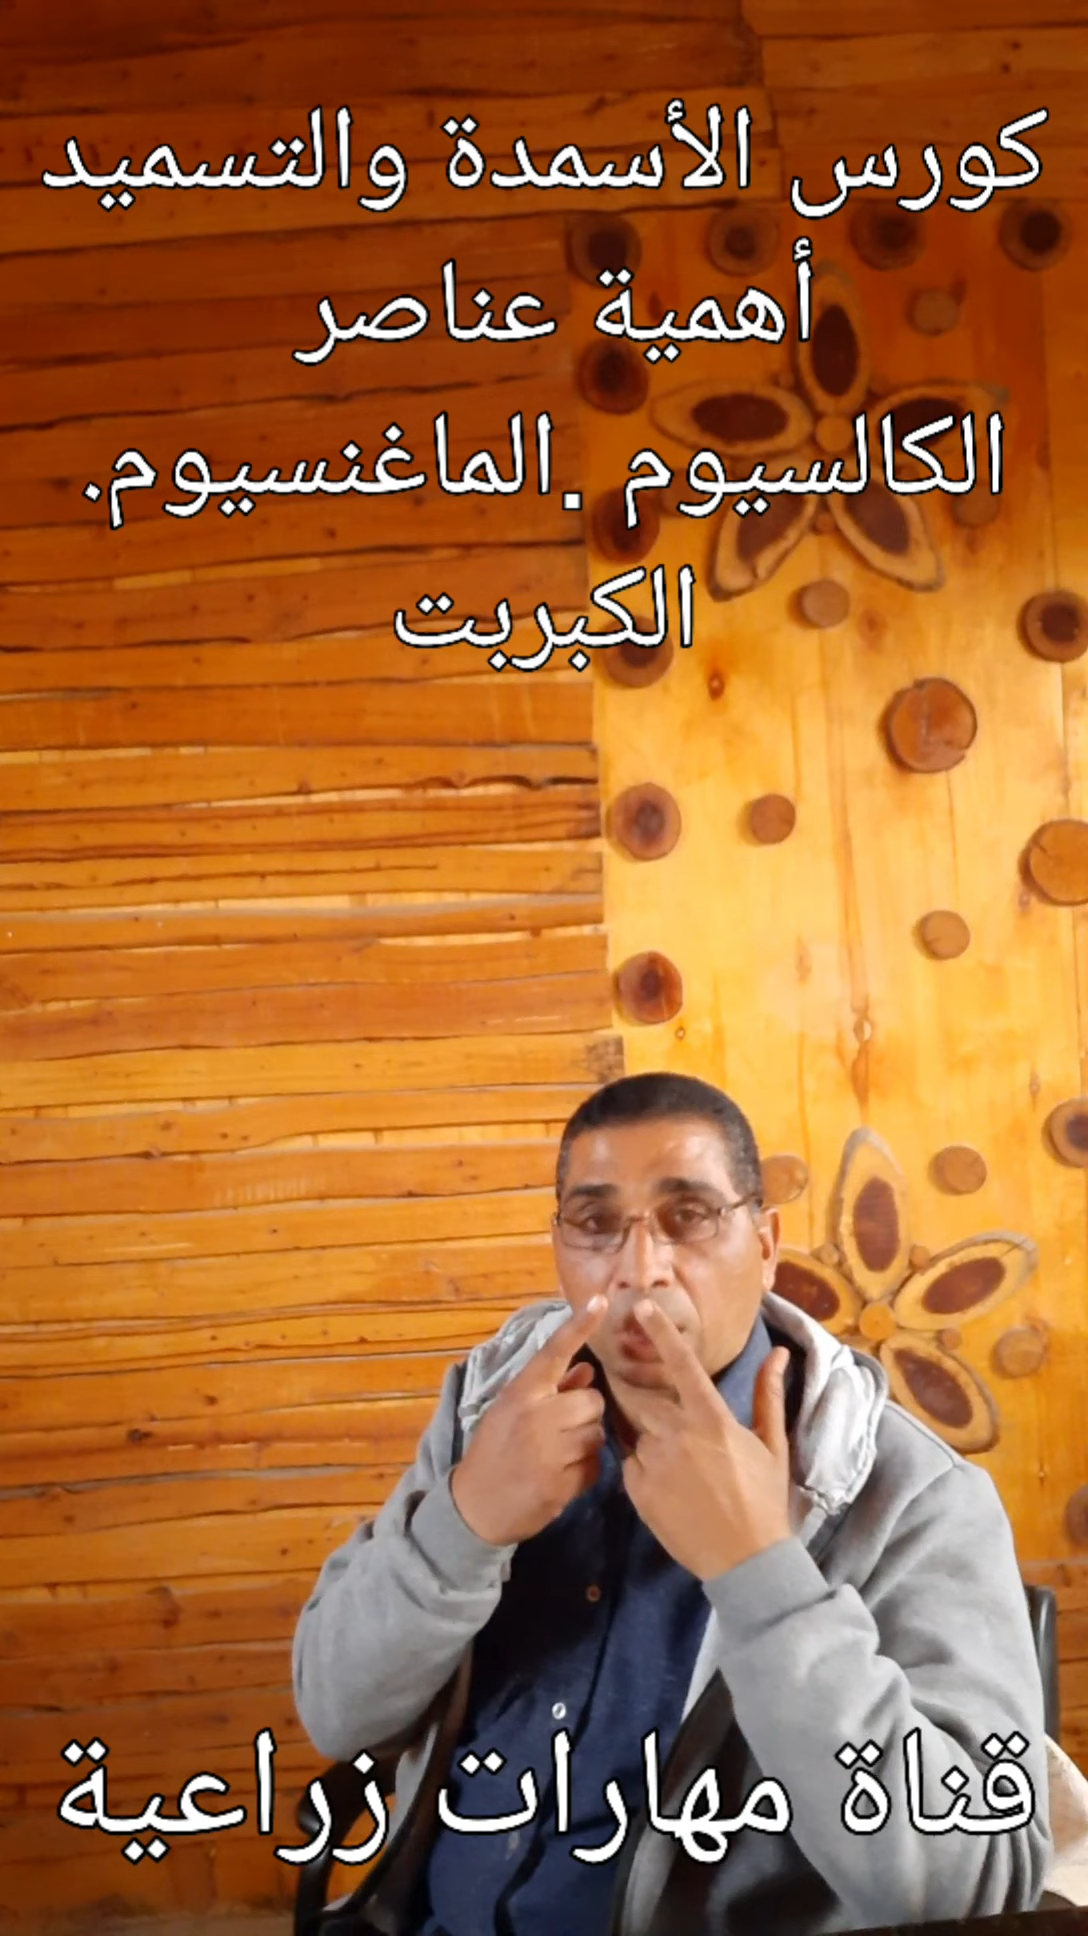 كورس الأسمدة والتسميد
أهمية عناصر
الكالسيوم .الماغنسيوم.
الكبربت
قناة مهارات زراعية